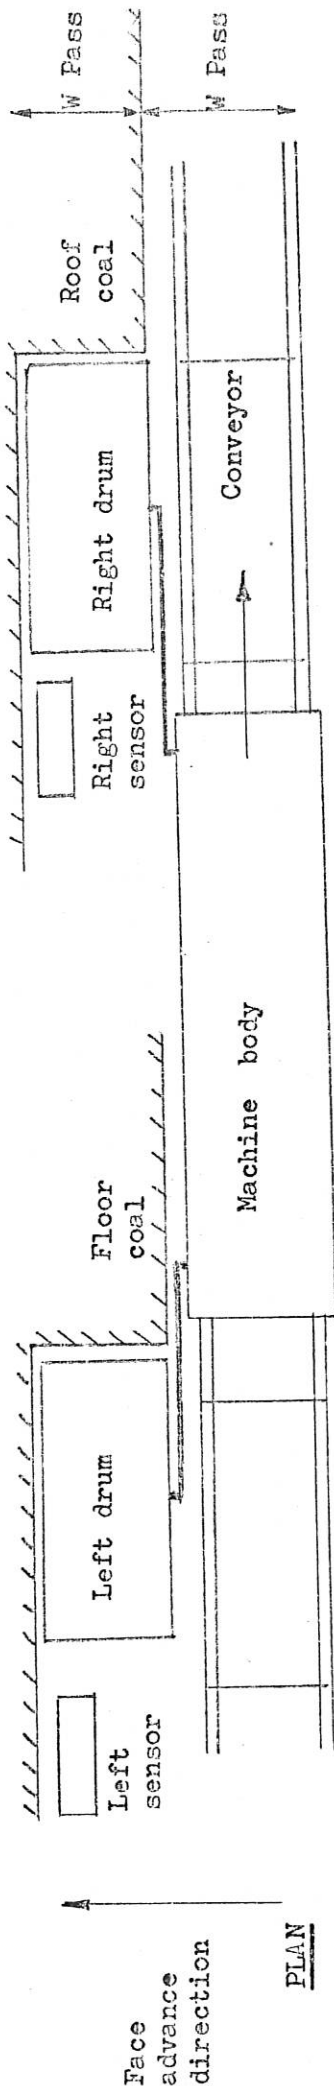 W Pass
W Pass
Roof
coal
Right drum
Conveyor
Right
sensor
Floor
coal
Machine body
Left drum
Left
sensor
Face
advance
direction
PLAN